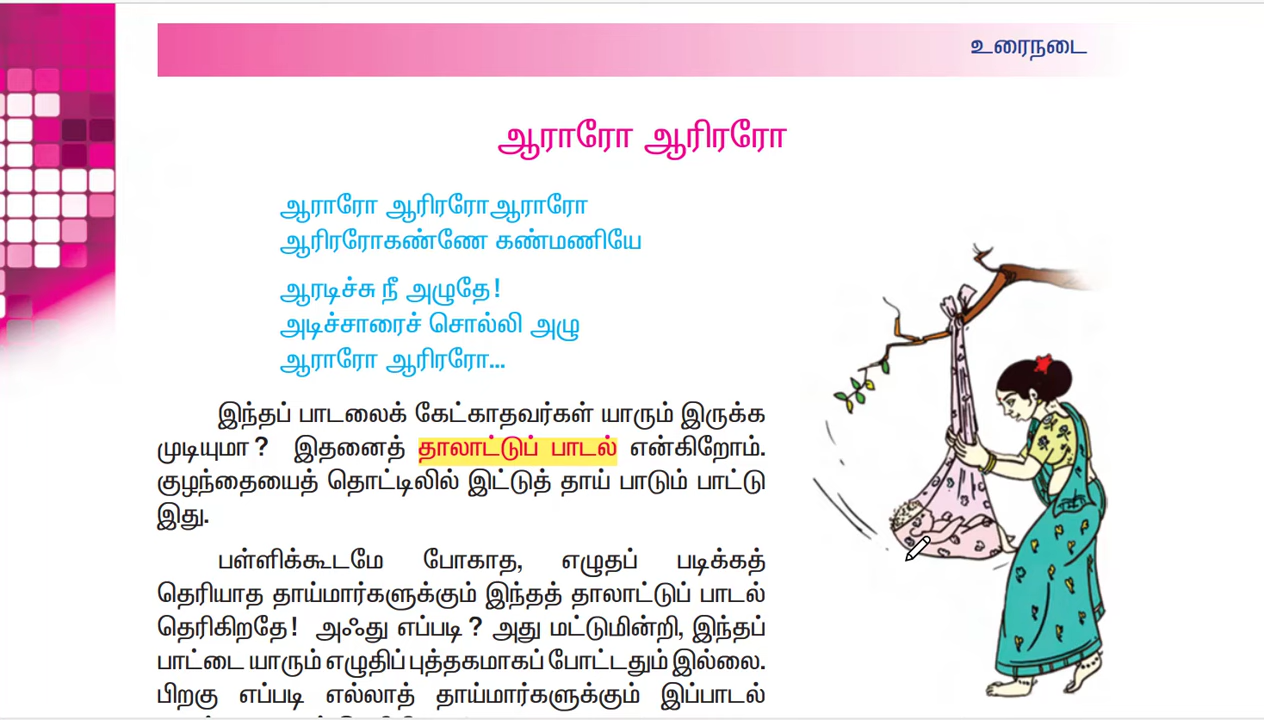 உரைநடை
ஆராரோ ஆரிரரோ
ஆராரோ ஆரிரரோஆராரோ
ஆரிரரோகண்ணே கண்மணியே
ஆரடிச்சு நீ அழுதே!
அடிச்சாரைச் சொல்லி அழு
ஆராரோ ஆரிரரோ...
இந்தப் பாடலைக் கேட்காதவர்கள் யாரும் இருக்க
முடியுமா? இதனைத் தாலாட்டுப் பாடல் என்கிறோம்.
குழந்தையைத் தொட்டிலில் இட்டுத் தாய் பாடும் பாட்டு
இது.
பள்ளிக்கூடமே போகாத, எழுதப் படிக்கத்
தெரியாத தாய்மார்களுக்கும் இந்தத் தாலாட்டுப் பாடல்
தெரிகிறதே! அஃது எப்படி? அது மட்டுமின்றி, இந்தப்
பாட்டை யாரும் எழுதிப் புத்தகமாகப் போட்டதும் இல்லை.
பிறகு எப்படி எல்லாத் தாய்மார்களுக்கும் இப்பாடல்